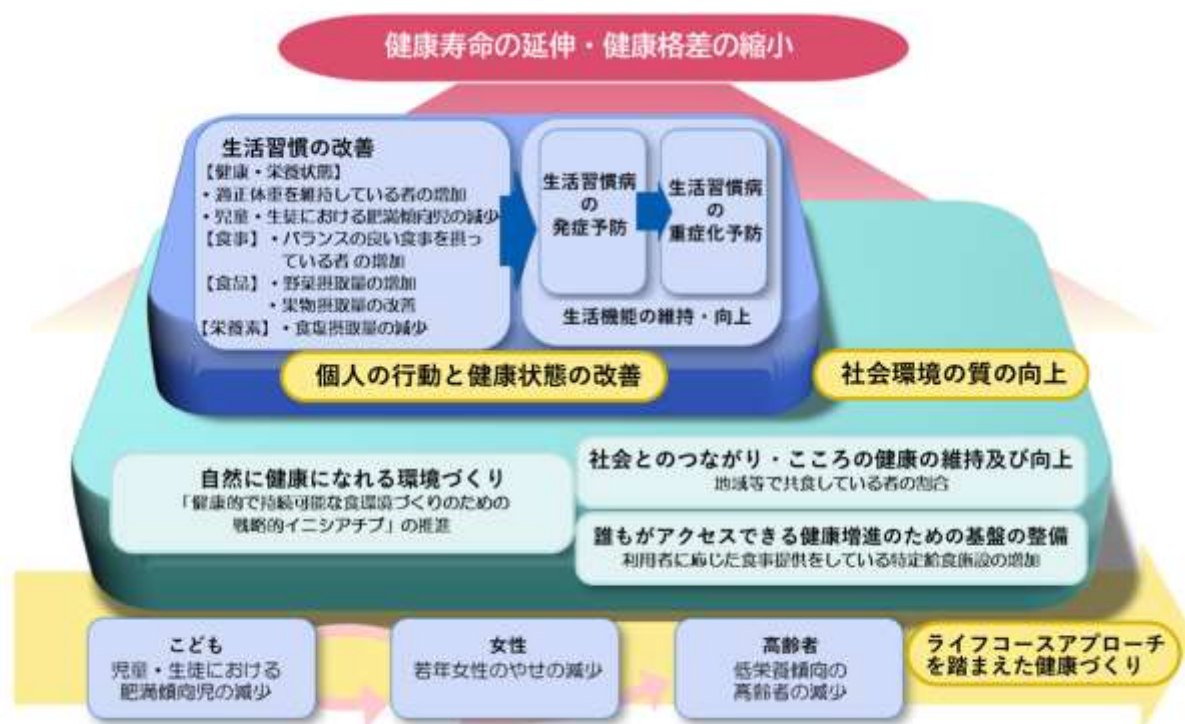 健康寿命の延伸・健康格差の縮小
生活習慣の改善
【健康・栄養状態】
・適正体重を維持している者の増加
・児童・生徒における肥満傾向児の減少
【食事】・バランスの良い食事を摂っ
ている者の増加
【食品】・野菜摂取量の増加
・果物摂取量の改善
【栄養素】・食塩摂取量の減少
生活習慣病
の
発症予防
生活習慣病
の
重症化予防
生活機能の維持・向上
個人の行動と健康状態の改善
社会環境の質の向上
自然に健康になれる環境づくり
「健康的で持続可能な食環境づくりのための
戦略的イニシアチブ」の推進
社会とのつながり・こころの健康の維持及び向上
地域等で共食している者の割合
誰もがアクセスできる健康増進のための基盤の整備
利用者に応じた食事提供をしている特定給食施設の増加
こども
児童・生徒における
肥満傾向児の減少
女性
若年女性のやせの減少
高齢者
低栄養傾向の
高齢者の減少
ライフコースアプローチ
を踏まえた健康づくり